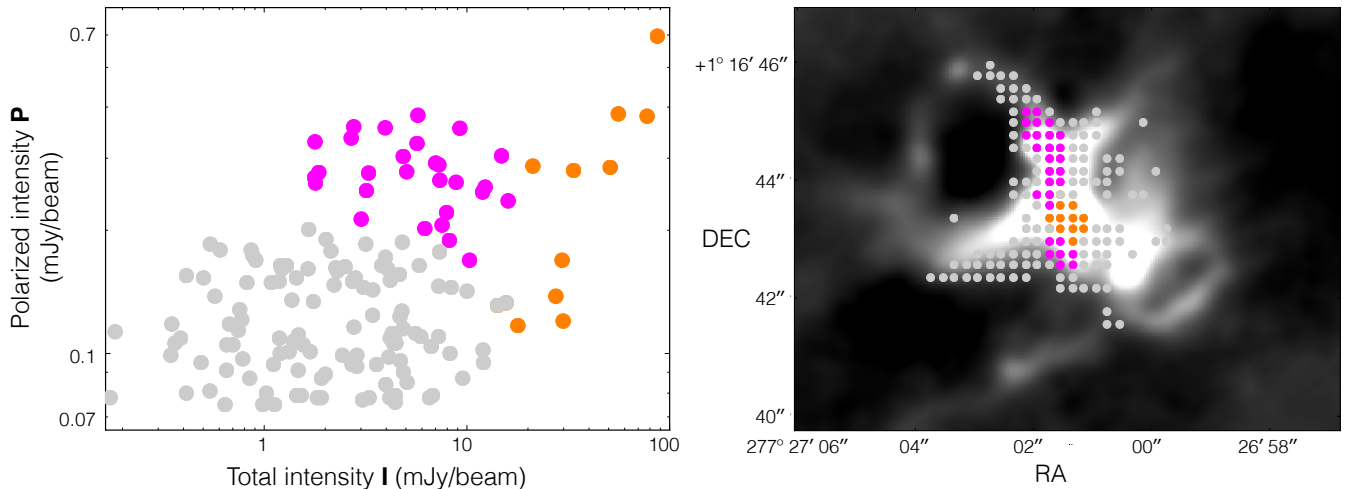 0.7
0.1
0.07
Polarized intensity P
(mJy/beam)
1
10
100
Total intensity I (mJy/beam)
+1° 16′ 46″
44″
DEC
42″
40″
277° 27′ 06″
04″
02″
00″
26′ 58″
RA